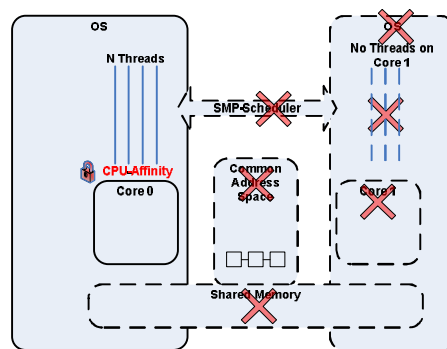 OS
N Threads
CPU-Affinity
Core 0
SMP-Scheduler
Common
Address
Space
Shared Memory
OS
No Threads on
Core 1
Core 1